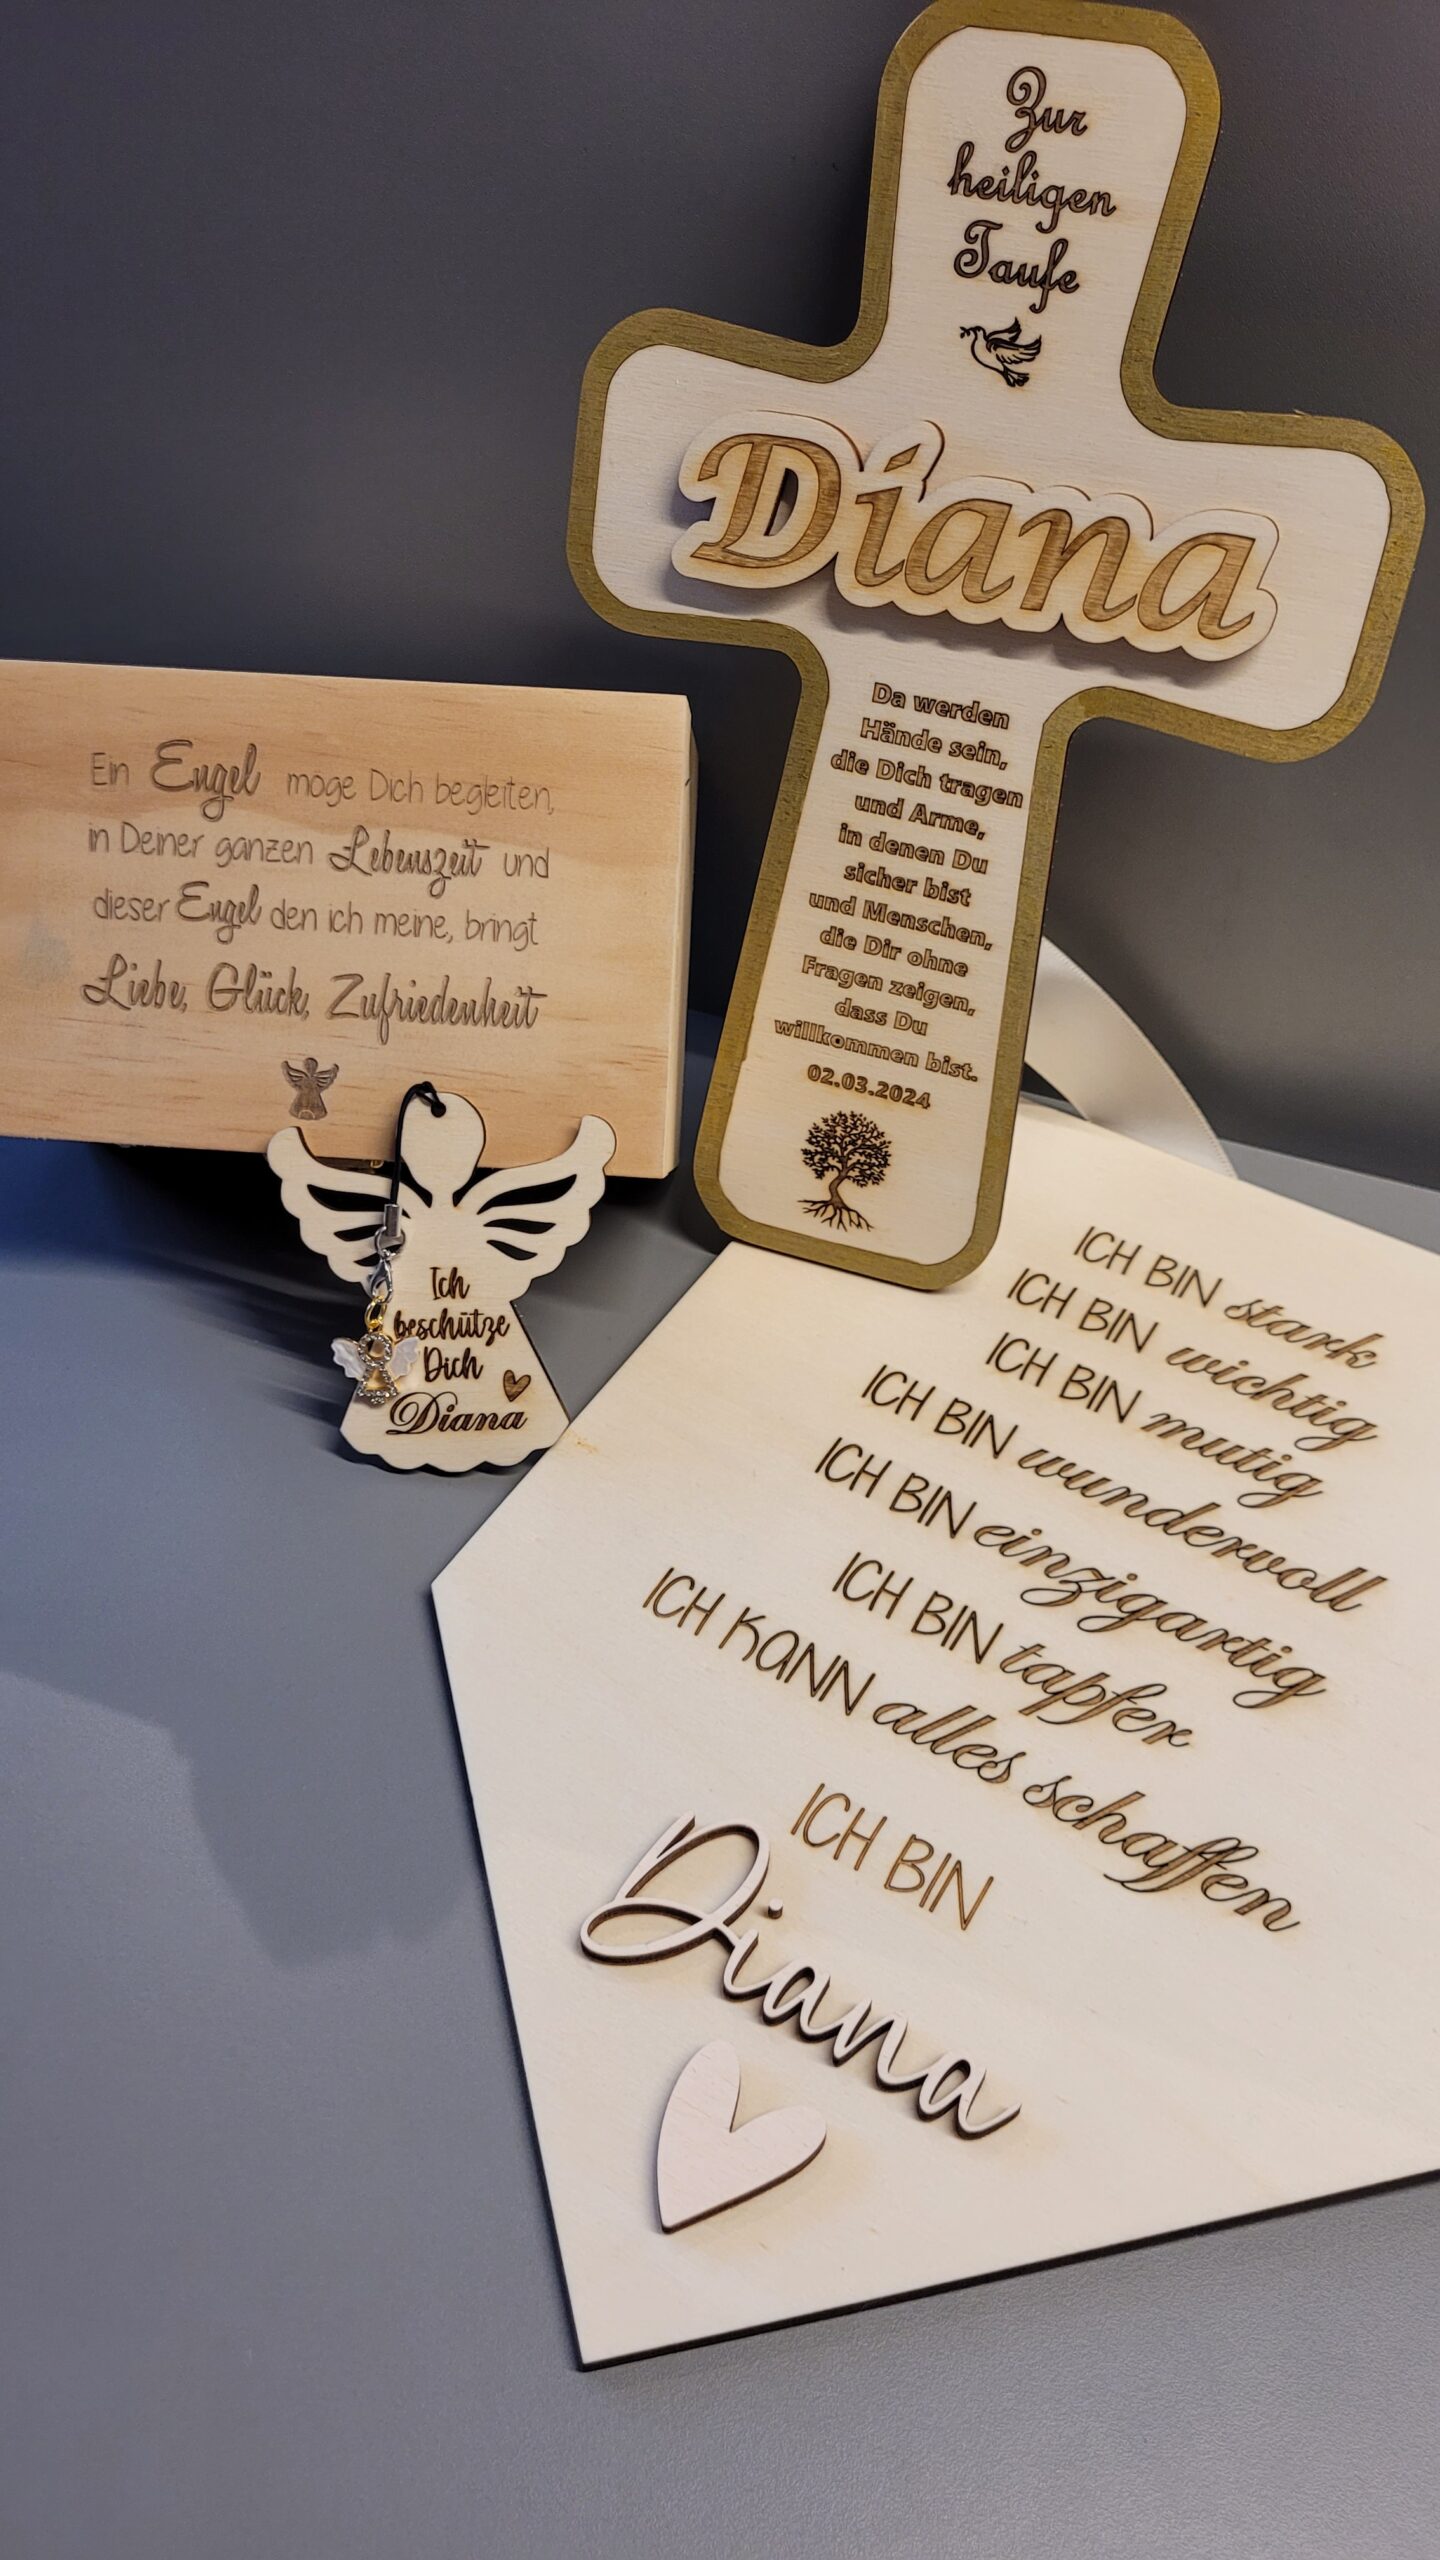 Zur
heiligen
Taufe
Diana
Da werden
Hände sein,
die Dich tragen
und Arme,
in denen Du
sicher bist
und Menschen,
die Dir ohne
Fragen zeigen,
dass Du
willkommen bist.
02.03.2024
Ein Engel möge Dich begleiten,
in Deiner ganzen Lebenszeit und
dieser Engel den ich meine, bringt
Liebe, Glück, Zufriedenheit
Ich
beschütze
Dich
Diana
ICH BIN stark
ICH BIN wichtig
ICH BIN mutig
ICH BIN wundervoll
ICH BIN einzigartig
ICH BIN tapfer
ICH KANN alles schaffen
ICH BIN
Diana